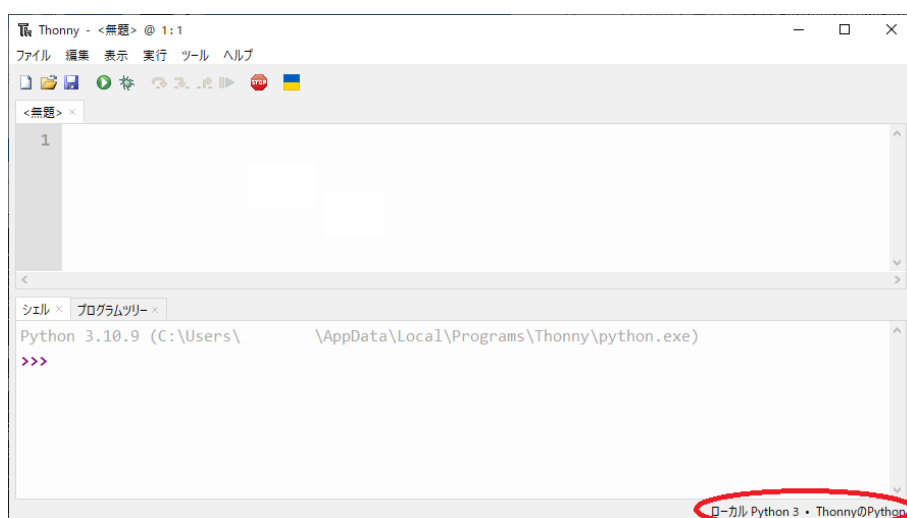 Thonny - <無題> @ 1:1
ファイル 編集 表示 実行 ツール ヘルプ
STOP
<無題> ×
1
シェル × プログラムツリー ×
Python 3.10.9 (C:\Users\ \AppData\Local\Programs\Thonny\python.exe)
>>>
ローカル Python 3 • ThonnyのPython